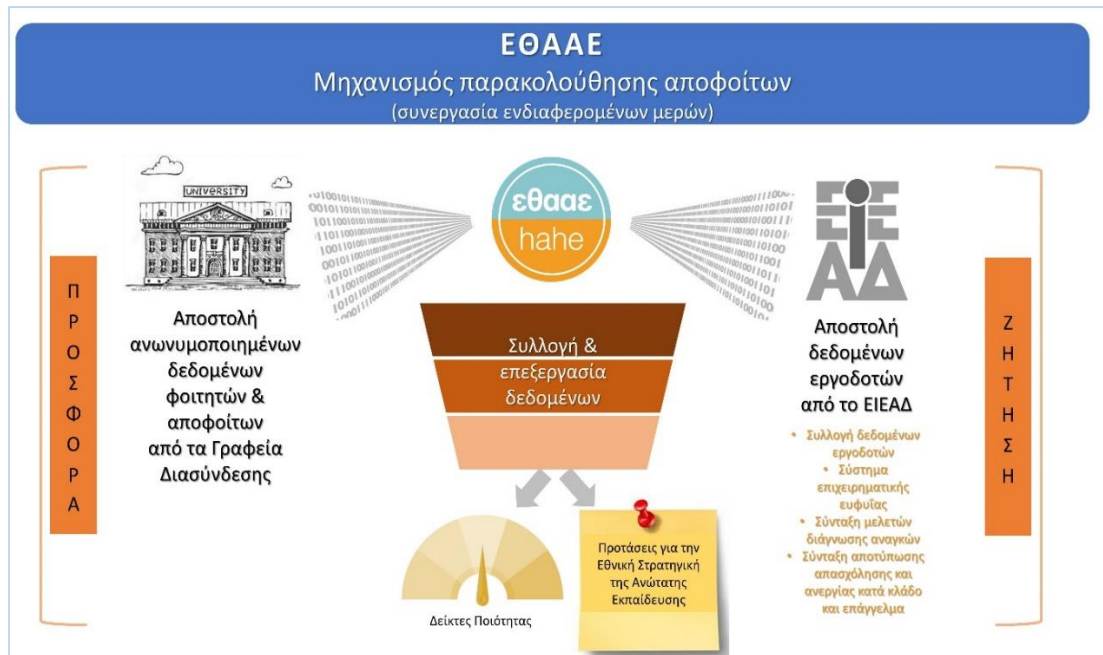 ΕΘΑΑΕ
Μηχανισμός παρακολούθησης αποφοίτων
(συνεργασία ενδιαφερομένων μερών)
ΠΡΟΣΦΟΡΑ
UNIVERSITY
Αποστολή
ανωνυμοποιημένων
δεδομένων
φοιτητών &
αποφοίτων
από τα Γραφεία
Διασύνδεσης
εθααε
hahe
Συλλογή &
επεξεργασία
δεδομένων
Δείκτες Ποιότητας
Προτάσεις για την
Εθνική Στρατηγική
της Ανώτατης
Εκπαίδευσης
ΕΙΕ
ΑΔ
Αποστολή
δεδομένων
εργοδοτών
από το ΕΙΕΑΔ
• Συλλογή δεδομένων
εργοδοτών
• Σύστημα
επιχειρηματικής
ευφυΐας
• Σύνταξη μελετών
διάγνωσης αναγκών
• Σύνταξη αποτύπωσης
απασχόλησης και
ανεργίας κατά κλάδο
και επάγγελμα
ΖΗΤΗΣΗ